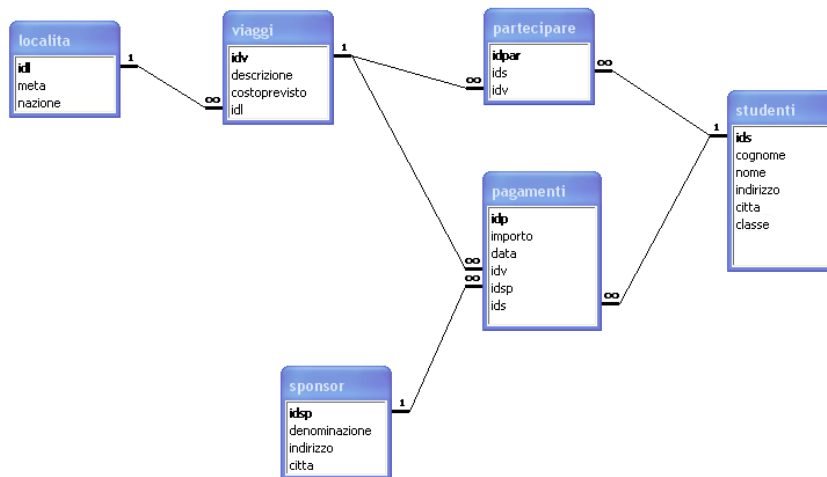 localita
idl
meta
nazione
1
∞
viaggi
idv
descrizione
costoprevisto
idl
1
∞
partecipare
idpar
ids
idv
∞
studenti
ids
cognome
nome
indirizzo
citta
classe
1
pagamenti
idp
importo
data
idv
idsp
ids
∞
∞
∞
sponsor
idsp
denominazione
indirizzo
citta
1